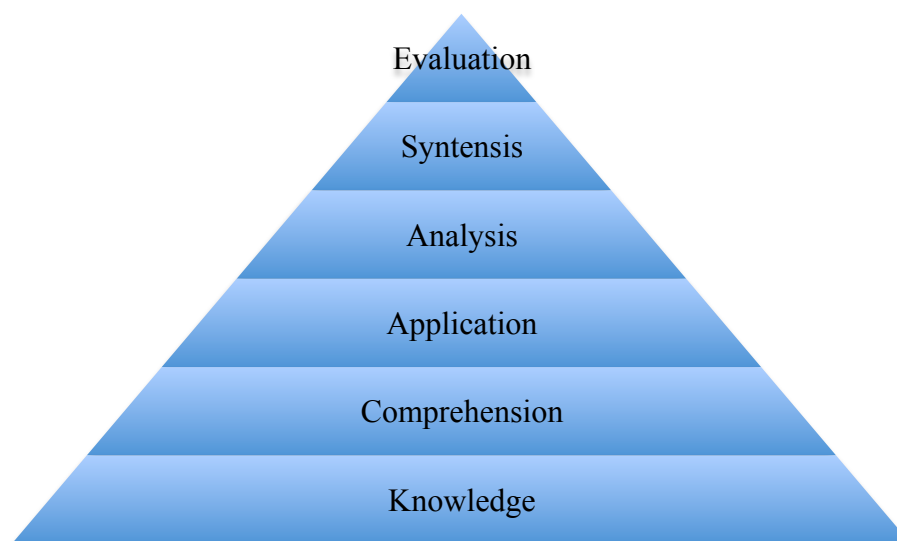 Evaluation
Syntensis
Analysis
Application
Comprehension
Knowledge